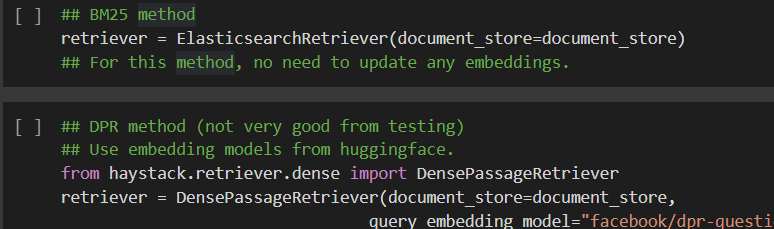 [ ] ## BM25 method
retriever = ElasticsearchRetriever(document_store=document_store)
## For this method, no need to update any embeddings.
[ ] ## DPR method (not very good from testing)
## Use embedding models from huggingface.
from haystack.retriever.dense import DensePassageRetriever
retriever = DensePassageRetriever(document_store=document_store,
query_embedding_model="facebook/dpr-questi